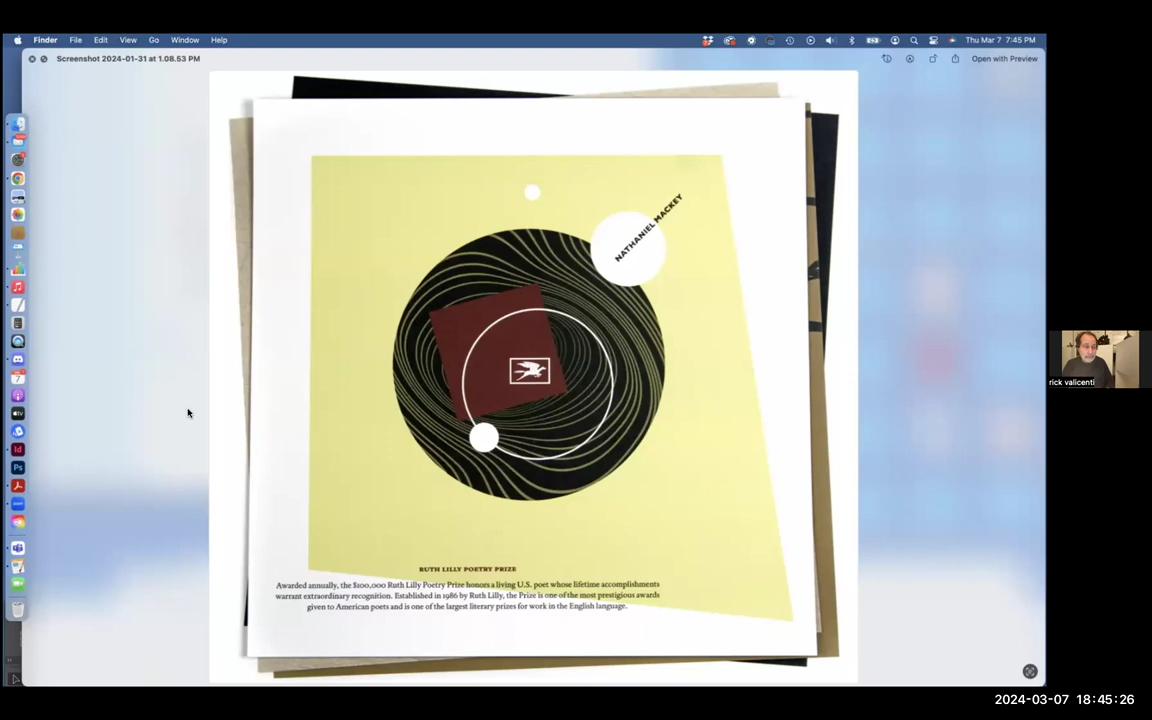 Finder File Edit View Go Window Help Thu Mar 7 7:45 PM
Screenshot 2024-01-31 at 1.08.53 PM Open with Preview
NATHANIEL MACKEY
RUTH LILLY POETRY PRIZE
Awarded annually, the $100,000 Ruth Lilly Poetry Prize honors a living U.S. poet whose lifetime accomplishments
warrant extraordinary recognition. Established in 1986 by Ruth Lilly, the Prize is one of the most prestigious awards
given to American poets and is one of the largest literary prizes for work in the English language.
rick valicenti
2024-03-07 18:45:26